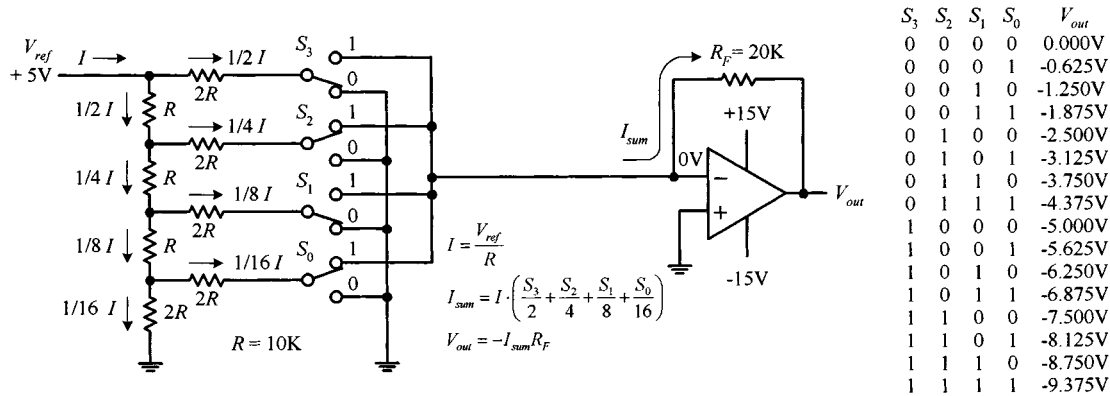 V_ref
+ 5V
I
1/2 I
2R
1/2 I
R
1/4 I
2R
1/4 I
R
1/8 I
2R
1/8 I
R
1/16 I
2R
1/16 I
2R
S_3
1
0
S_2
1
0
S_1
1
0
S_0
1
0
R = 10K
I = V_ref / R
I_sum = I · (S_3/2 + S_2/4 + S_1/8 + S_0/16)
V_out = -I_sum R_F
I_sum
R_F = 20K
+15V
0V
−
+
-15V
V_out
S_3 S_2 S_1 S_0 V_out
0 0 0 0 0.000V
0 0 0 1 -0.625V
0 0 1 0 -1.250V
0 0 1 1 -1.875V
0 1 0 0 -2.500V
0 1 0 1 -3.125V
0 1 1 0 -3.750V
0 1 1 1 -4.375V
1 0 0 0 -5.000V
1 0 0 1 -5.625V
1 0 1 0 -6.250V
1 0 1 1 -6.875V
1 1 0 0 -7.500V
1 1 0 1 -8.125V
1 1 1 0 -8.750V
1 1 1 1 -9.375V